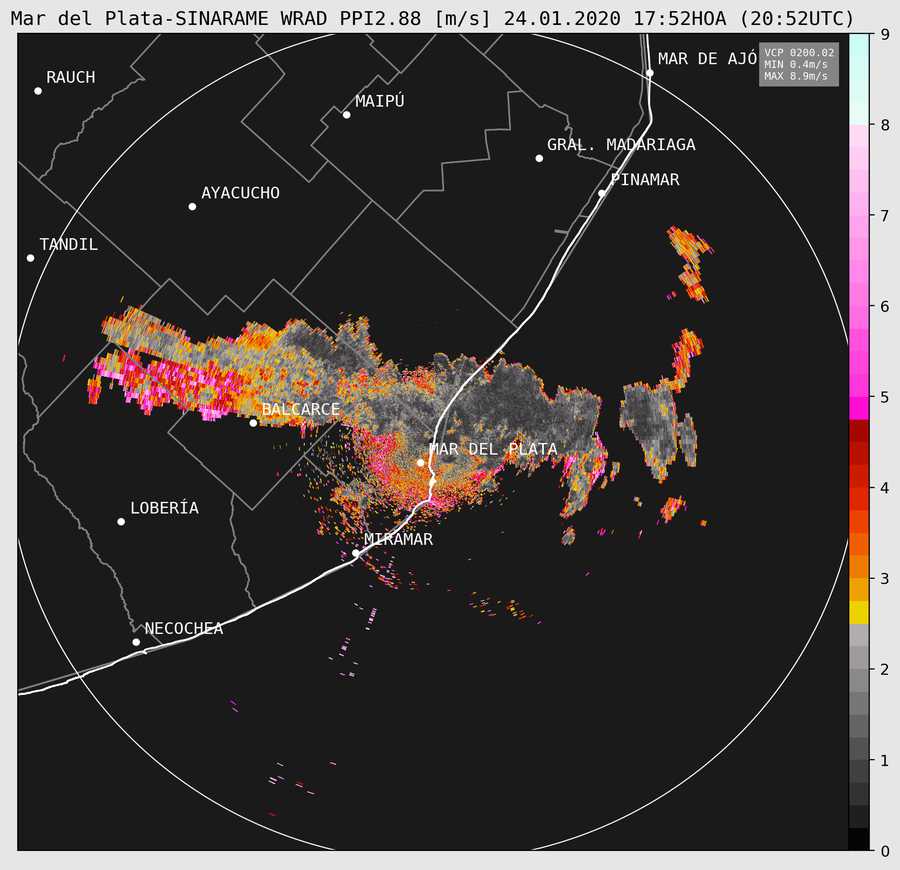 Mar del Plata-SINARAME WRAD PPI2.88 [m/s] 24.01.2020 17:52HOA (20:52UTC)
VCP 0200.02
MIN 0.4m/s
MAX 8.9m/s
MAR DE AJÓ
RAUCH
MAIPÚ
GRAL. MADARIAGA
PINAMAR
AYACUCHO
TANDIL
BALCARCE
MAR DEL PLATA
LOBERÍA
MIRAMAR
NECOCHEA
9
8
7
6
5
4
3
2
1
0